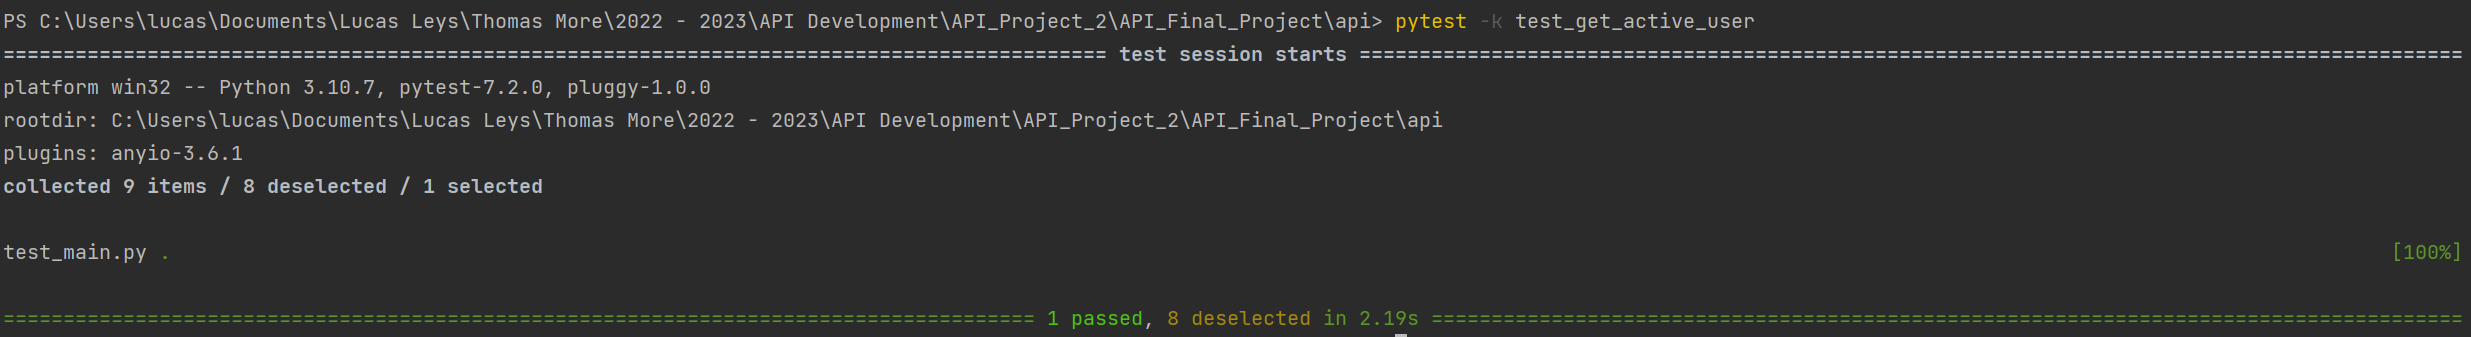 PS C:\Users\lucas\Documents\Lucas Leys\Thomas More\2022 - 2023\API Development\API_Project_2\API_Final_Project\api> pytest -k test_get_active_user
============================================================================================ test session starts ============================================================================================
platform win32 -- Python 3.10.7, pytest-7.2.0, pluggy-1.0.0
rootdir: C:\Users\lucas\Documents\Lucas Leys\Thomas More\2022 - 2023\API Development\API_Project_2\API_Final_Project\api
plugins: anyio-3.6.1
collected 9 items / 8 deselected / 1 selected
test_main.py . [100%]
====================================================================================== 1 passed, 8 deselected in 2.19s ======================================================================================